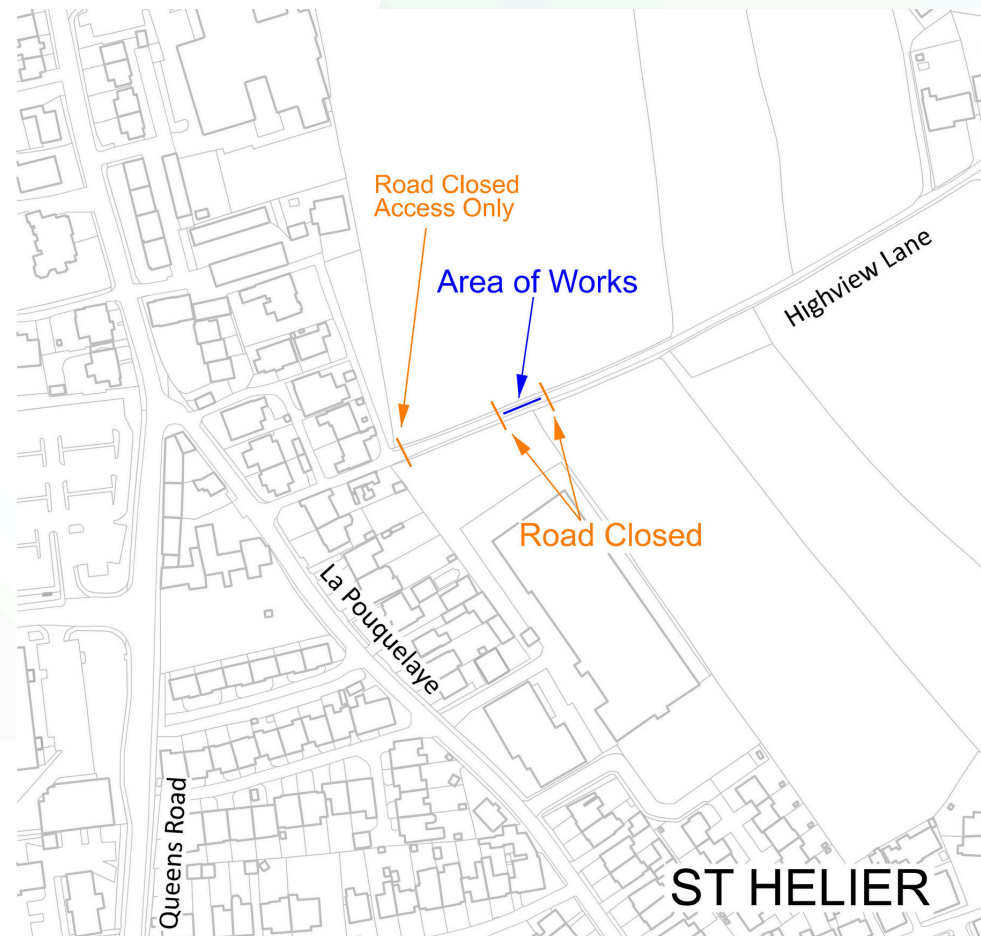 Road Closed
Access Only
Area of Works
Highview Lane
Road Closed
La Pouquelaye
Queens Road
ST HELIER